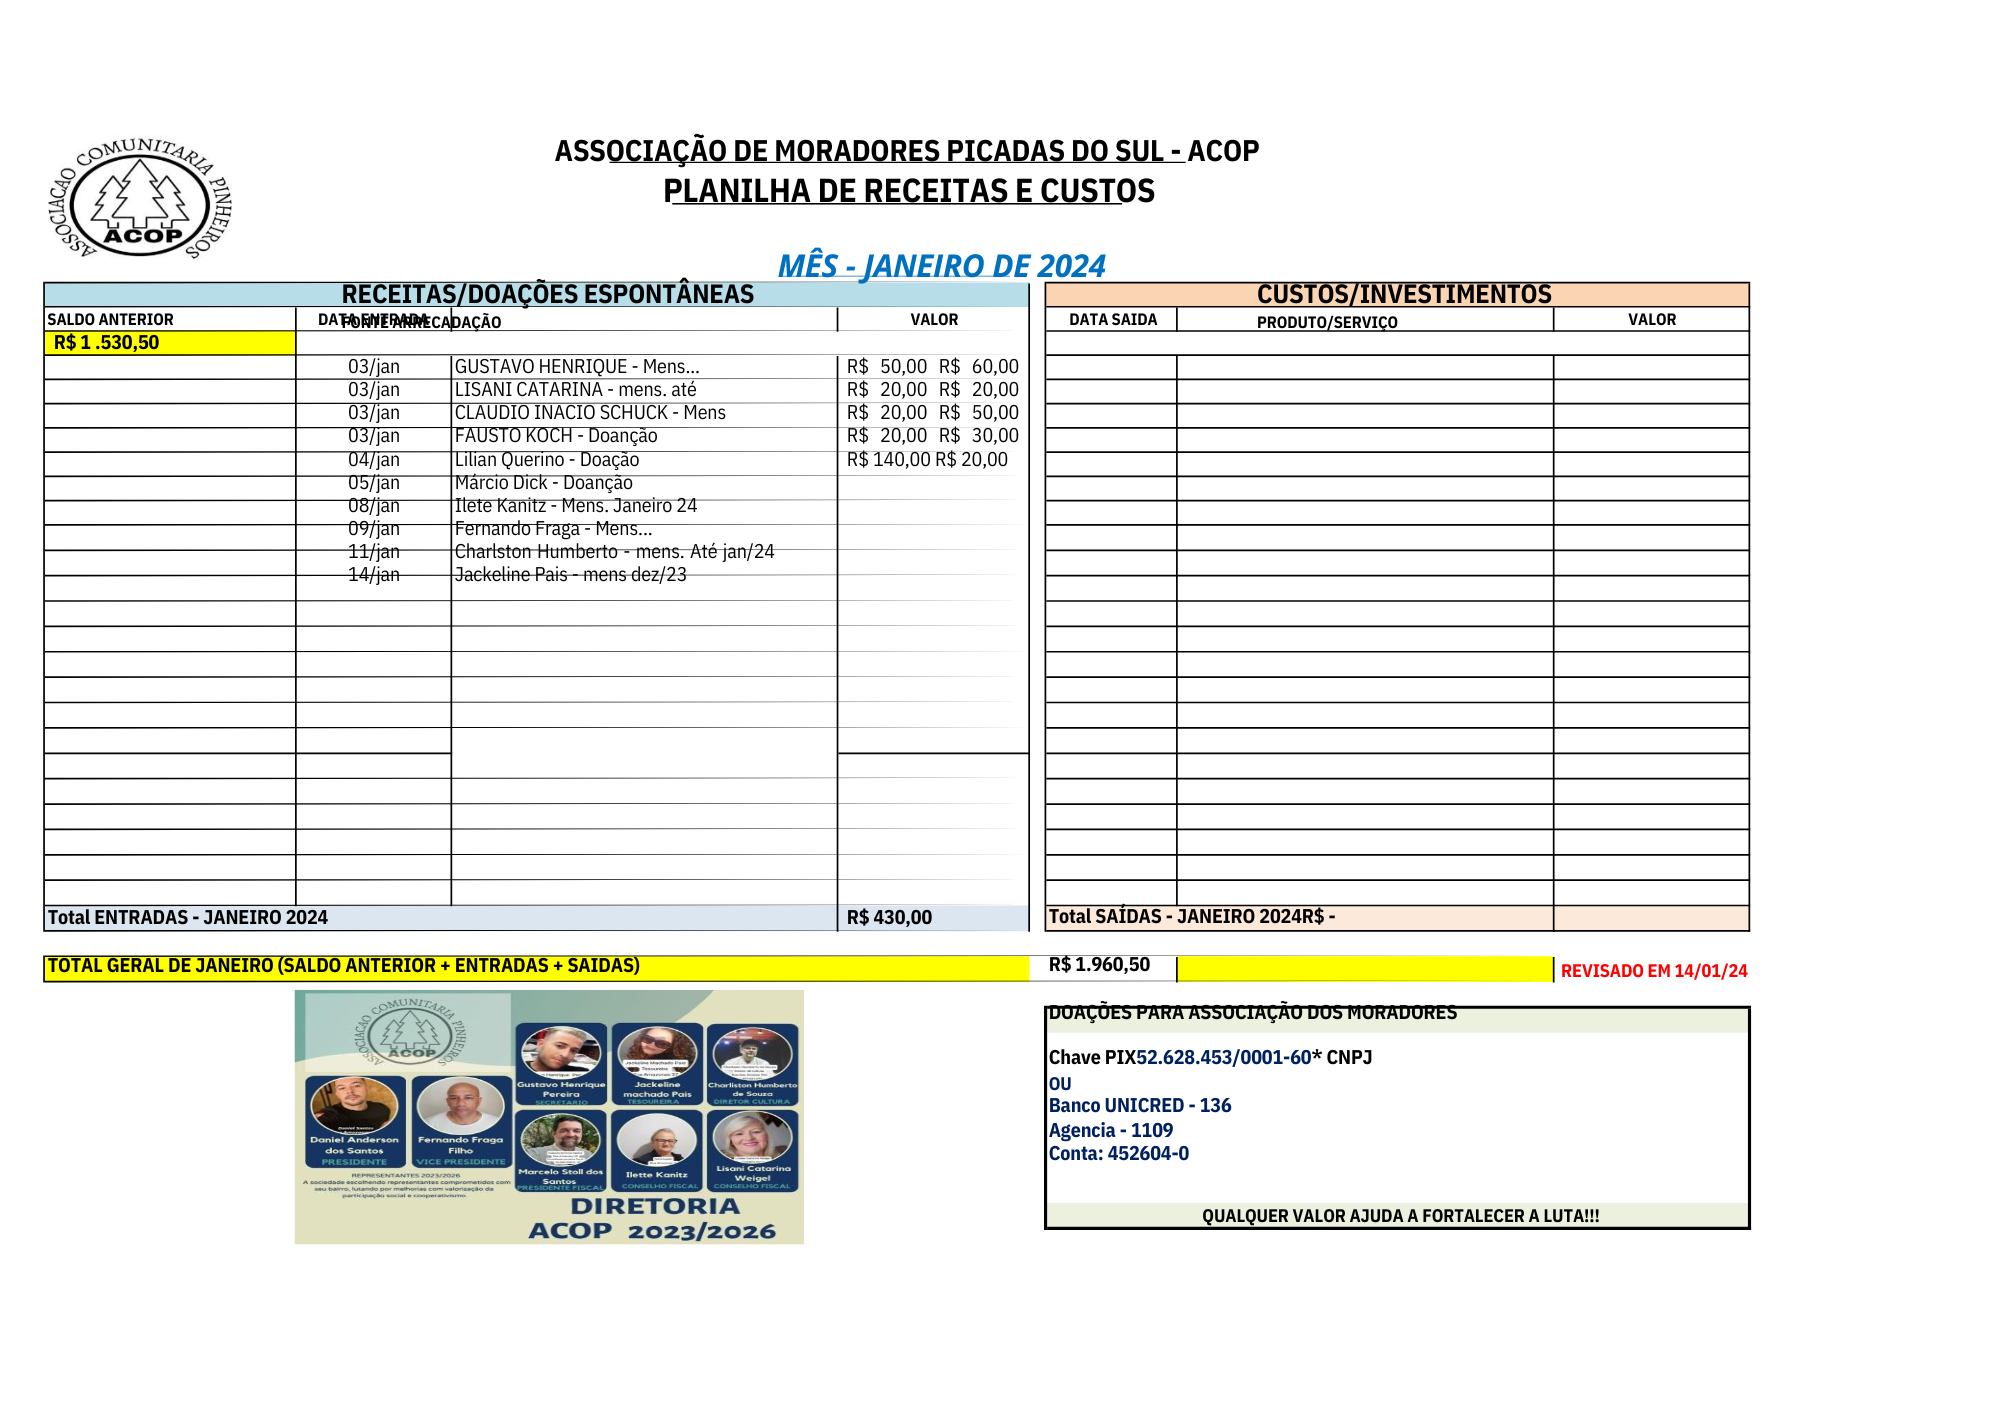 ASSOCIACAO COMUNITARIA PINHEIROS
ACOP
ASSOCIAÇÃO DE MORADORES PICADAS DO SUL - ACOP
PLANILHA DE RECEITAS E CUSTOS
MÊS - JANEIRO DE 2024
RECEITAS/DOAÇÕES ESPONTÂNEAS
CUSTOS/INVESTIMENTOS
SALDO ANTERIOR DATA ENTRADA FONTE ARRECADAÇÃO VALOR
DATA SAIDA PRODUTO/SERVIÇO VALOR
R$ 1 .530,50
03/jan GUSTAVO HENRIQUE - Mens... R$ 50,00 R$ 60,00
03/jan LISANI CATARINA - mens. até R$ 20,00 R$ 20,00
03/jan CLAUDIO INACIO SCHUCK - Mens R$ 20,00 R$ 50,00
03/jan FAUSTO KOCH - Doanção R$ 20,00 R$ 30,00
04/jan Lilian Querino - Doação R$ 140,00 R$ 20,00
05/jan Márcio Dick - Doanção
08/jan Ilete Kanitz - Mens. Janeiro 24
09/jan Fernando Fraga - Mens...
11/jan Charlston Humberto - mens. Até jan/24
14/jan Jackeline Pais - mens dez/23
Total ENTRADAS - JANEIRO 2024 R$ 430,00
Total SAÍDAS - JANEIRO 2024R$ -
TOTAL GERAL DE JANEIRO (SALDO ANTERIOR + ENTRADAS + SAIDAS) R$ 1.960,50
REVISADO EM 14/01/24
ASSOCIACAO COMUNITARIA PINHEIROS
ACOP
Gustavo Henrique
Pereira
SECRETARIO
Jackeline
machado Pais
TESOUREIRA
Charliston Humberto
de Souza
DIRETOR CULTURA
Daniel Anderson
dos Santos
PRESIDENTE
Fernando Fraga
Filho
VICE PRESIDENTE
Marcelo Stoll dos
Santos
PRESIDENTE FISCAL
Ilette Kanitz
CONSELHO FISCAL
Lisani Catarina
Weigel
CONSELHO FISCAL
REPRESENTANTES 2023/2026
A sociedade escolhendo representantes comprometidos com
seu bairro, lutando por melhorias com valorização da
participação social e cooperativismo.
DIRETORIA
ACOP 2023/2026
DOAÇÕES PARA ASSOCIAÇÃO DOS MORADORES
Chave PIX52.628.453/0001-60* CNPJ
OU
Banco UNICRED - 136
Agencia - 1109
Conta: 452604-0
QUALQUER VALOR AJUDA A FORTALECER A LUTA!!!